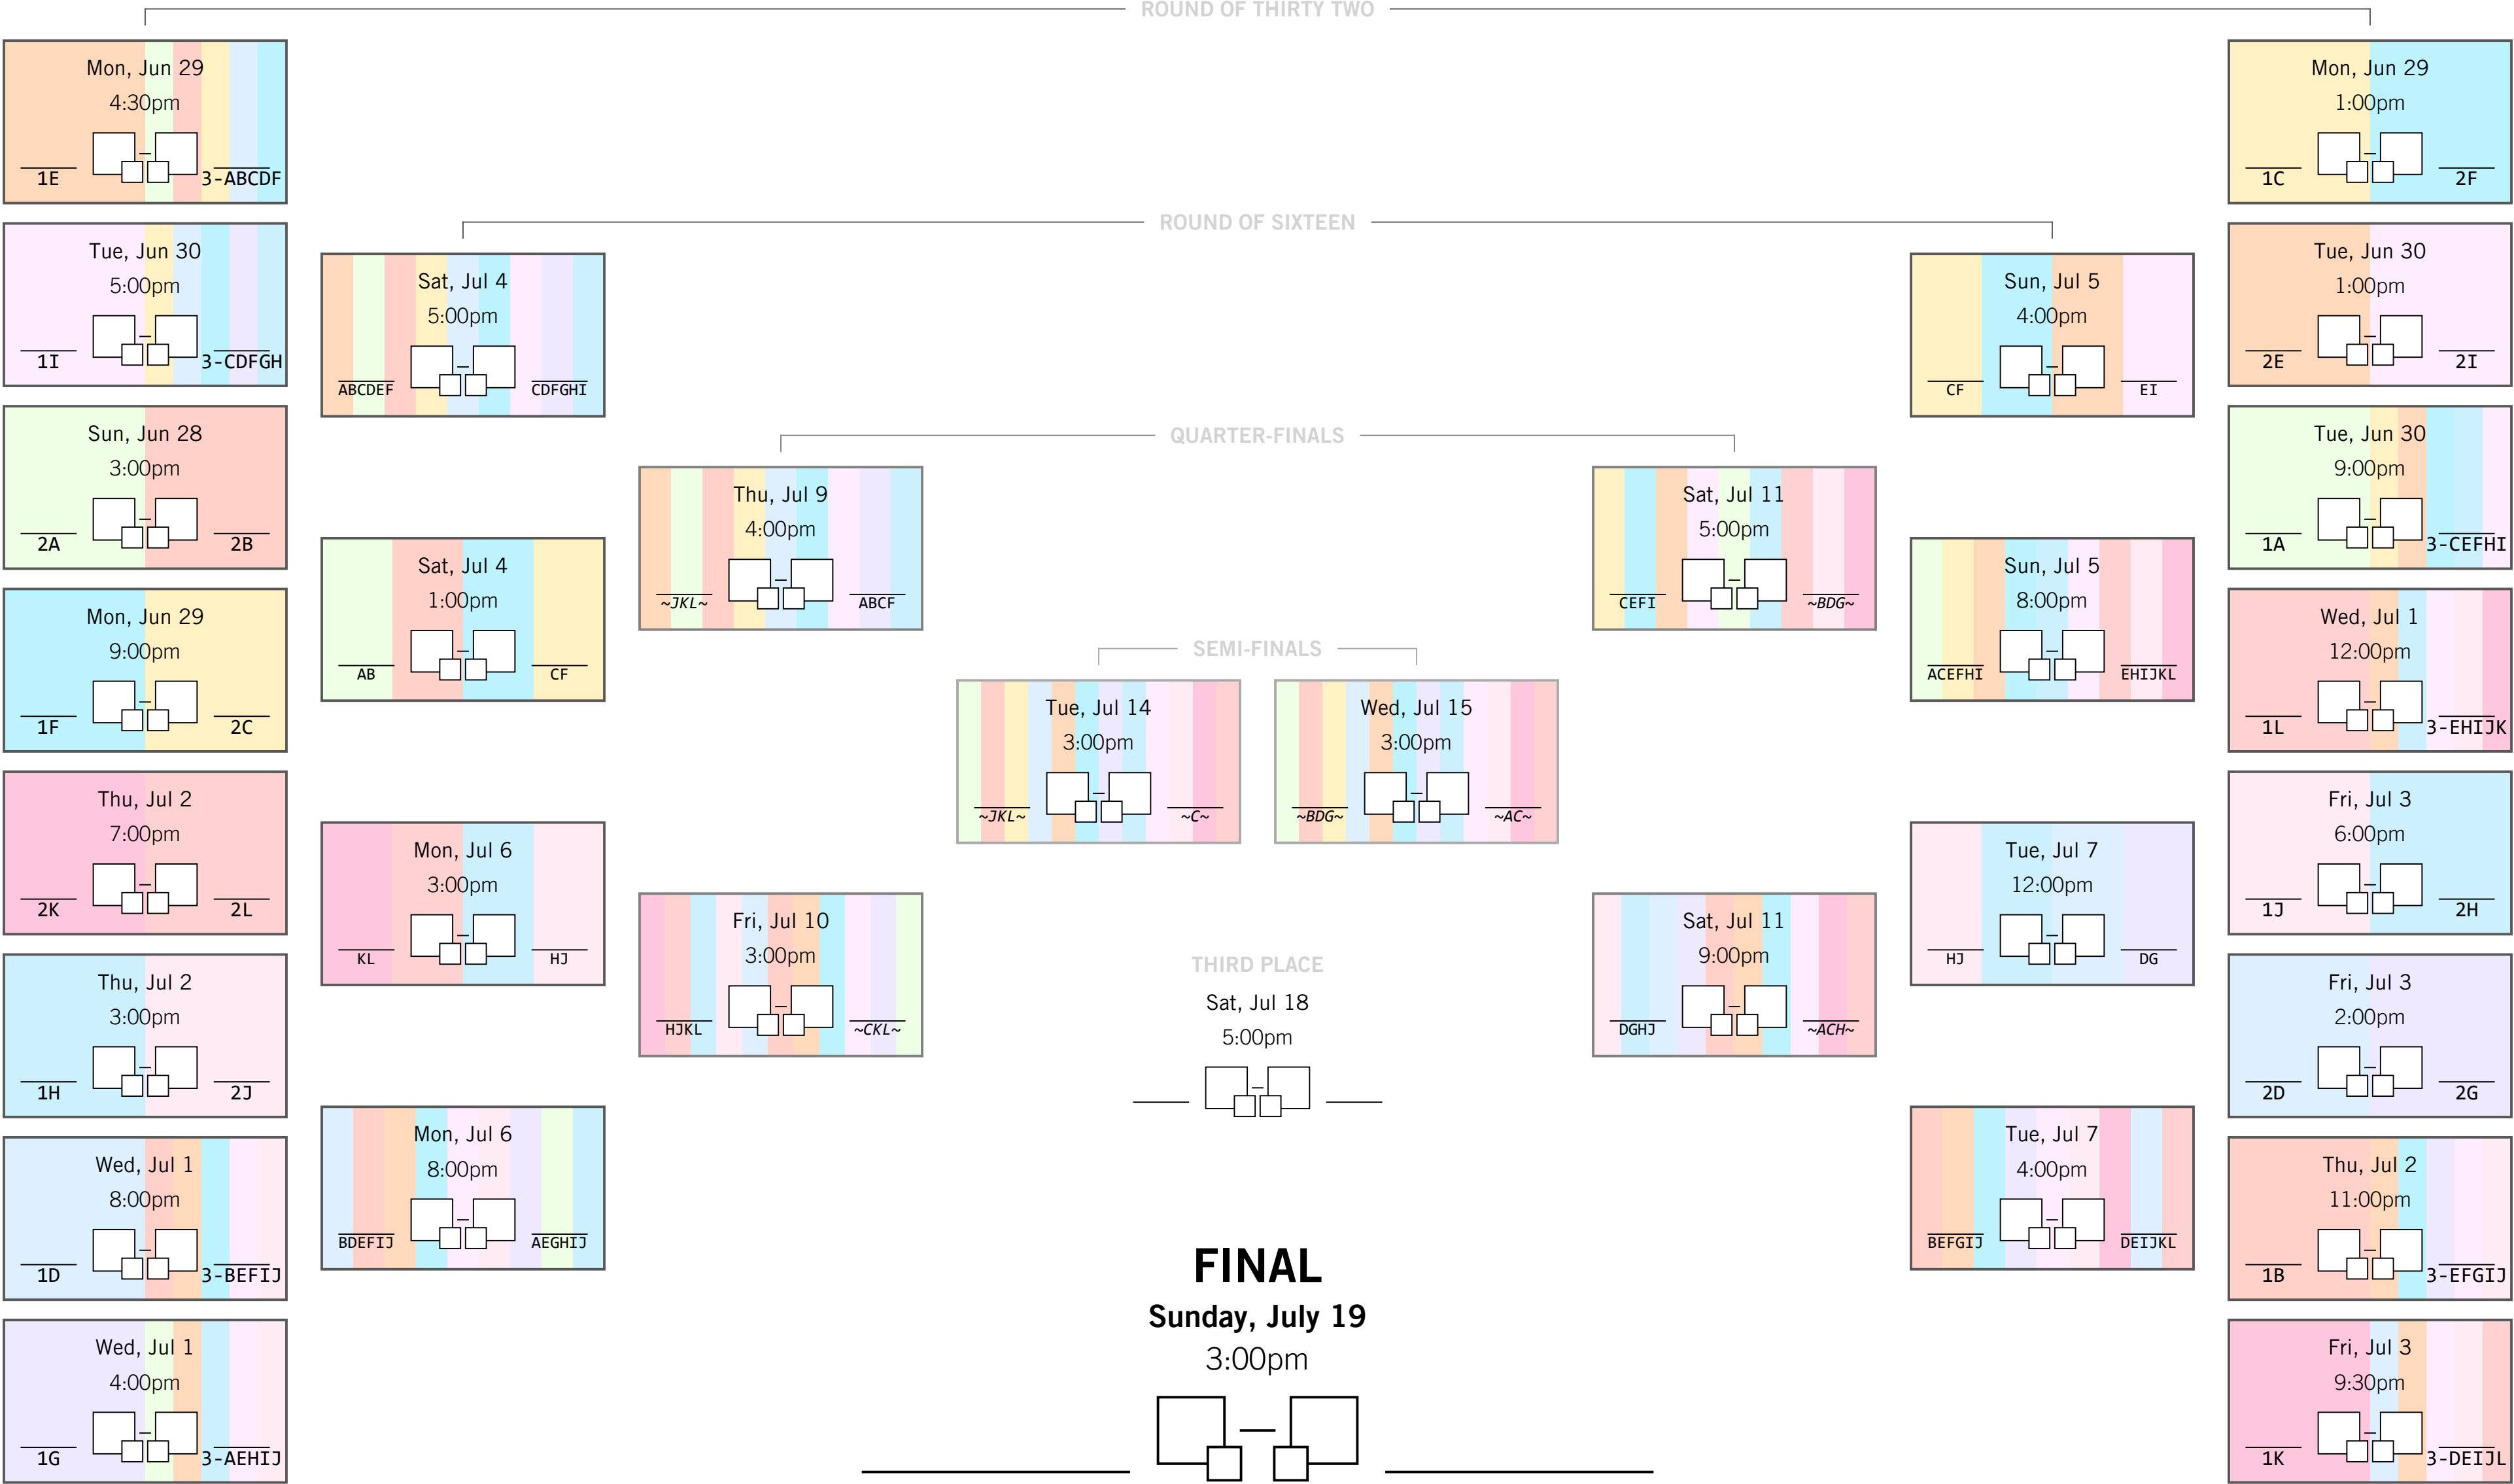 ROUND OF THIRTY TWO
Mon, Jun 29
4:30pm
–
1E
3-ABCDF
Tue, Jun 30
5:00pm
–
1I
3-CDFGH
Sun, Jun 28
3:00pm
–
2A
2B
Mon, Jun 29
9:00pm
–
1F
2C
Thu, Jul 2
7:00pm
–
2K
2L
Thu, Jul 2
3:00pm
–
1H
2J
Wed, Jul 1
8:00pm
–
1D
3-BEFIJ
Wed, Jul 1
4:00pm
–
1G
3-AEHIJ
ROUND OF SIXTEEN
Sat, Jul 4
5:00pm
–
ABCDEF
CDFGHI
Sat, Jul 4
1:00pm
–
AB
CF
Mon, Jul 6
3:00pm
–
KL
HJ
Mon, Jul 6
8:00pm
–
BDEFIJ
AEGHIJ
QUARTER-FINALS
Thu, Jul 9
4:00pm
–
~JKL~
ABCF
Fri, Jul 10
3:00pm
–
HJKL
~CKL~
SEMI-FINALS
Tue, Jul 14
3:00pm
–
~JKL~
~C~
Wed, Jul 15
3:00pm
–
~BDG~
~AC~
THIRD PLACE
Sat, Jul 18
5:00pm
–
FINAL
Sunday, July 19
3:00pm
–
Sat, Jul 11
5:00pm
–
CEFI
~BDG~
Sat, Jul 11
9:00pm
–
DGHJ
~ACH~
Sun, Jul 5
4:00pm
–
CF
EI
Sun, Jul 5
8:00pm
–
ACEFHI
EHIJKL
Tue, Jul 7
12:00pm
–
HJ
DG
Tue, Jul 7
4:00pm
–
BEFGIJ
DEIJKL
Mon, Jun 29
1:00pm
–
1C
2F
Tue, Jun 30
1:00pm
–
2E
2I
Tue, Jun 30
9:00pm
–
1A
3-CEFHI
Wed, Jul 1
12:00pm
–
1L
3-EHIJK
Fri, Jul 3
6:00pm
–
1J
2H
Fri, Jul 3
2:00pm
–
2D
2G
Thu, Jul 2
11:00pm
–
1B
3-EFGIJ
Fri, Jul 3
9:30pm
–
1K
3-DEIJL